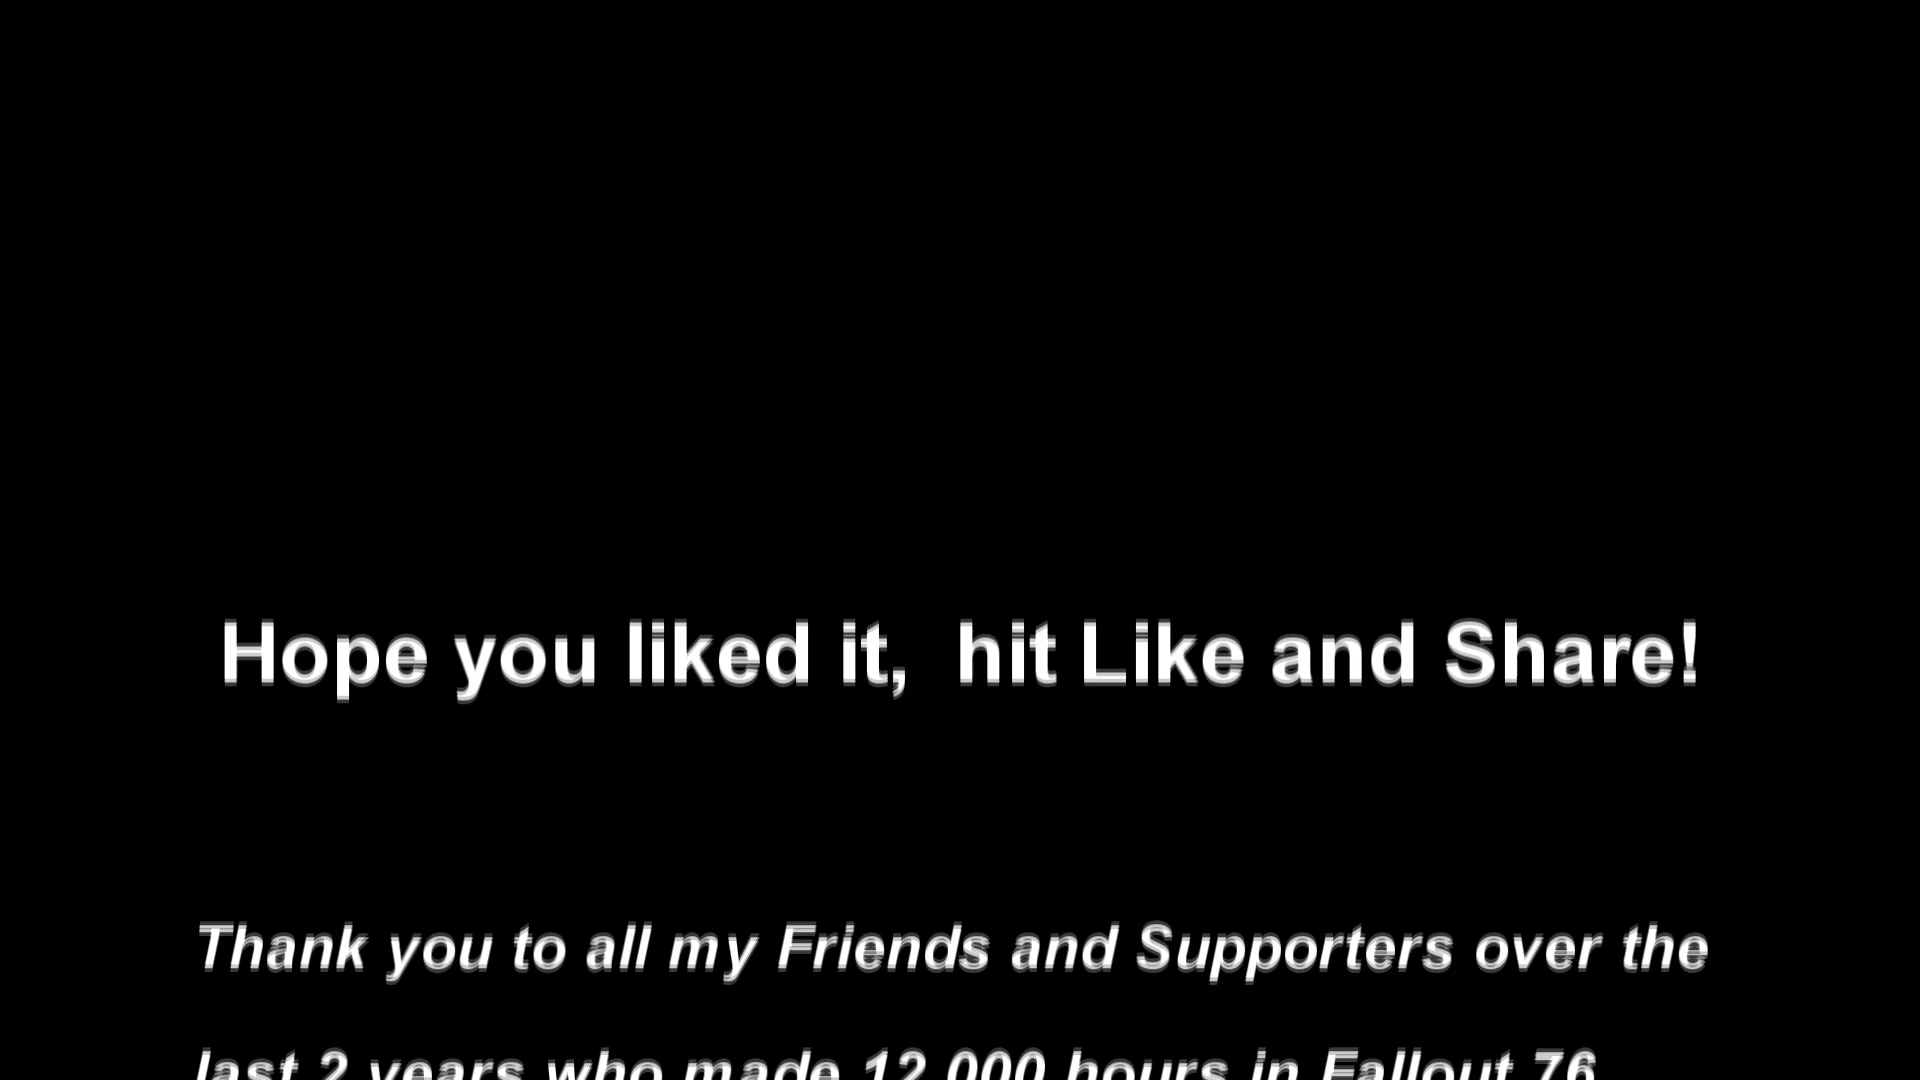 Hope you liked it,  hit Like and Share!
Thank you to all my Friends and Supporters over the
last 2 years who made 12 000 hours in Fallout 76